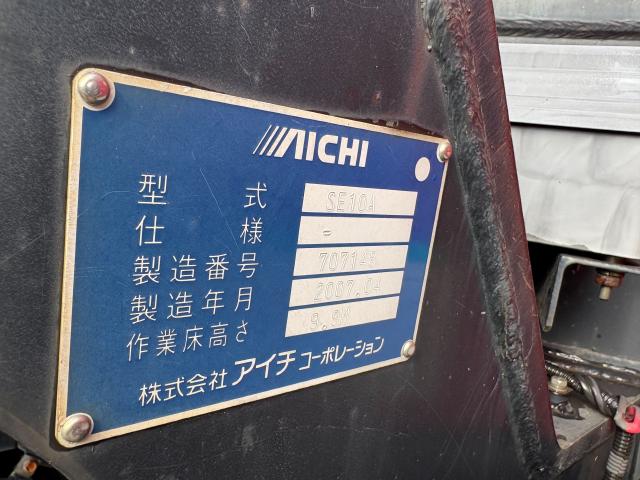 AICHI
型式 SE10A
仕様 -
製造番号
製造年月 2007.04
作業床高さ 9.9M
株式会社 アイチ コーポレーション